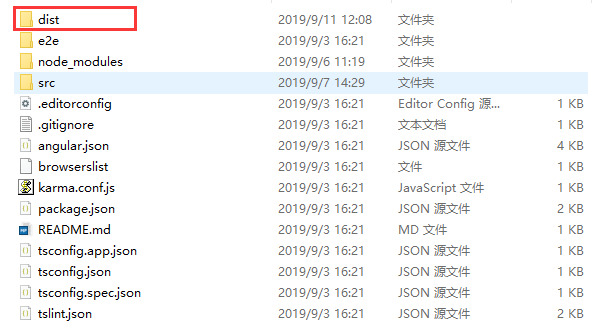 dist 2019/9/11 12:08 文件夹
e2e 2019/9/3 16:21 文件夹
node_modules 2019/9/6 11:19 文件夹
src 2019/9/7 14:29 文件夹
.editorconfig 2019/9/3 16:21 Editor Config 源... 1 KB
.gitignore 2019/9/3 16:21 文本文档 1 KB
angular.json 2019/9/3 16:21 JSON 源文件 4 KB
browserslist 2019/9/3 16:21 文件 1 KB
karma.conf.js 2019/9/3 16:21 JavaScript 文件 1 KB
package.json 2019/9/3 16:21 JSON 源文件 2 KB
README.md 2019/9/3 16:21 MD 文件 1 KB
tsconfig.app.json 2019/9/3 16:21 JSON 源文件 1 KB
tsconfig.json 2019/9/3 16:21 JSON 源文件 1 KB
tsconfig.spec.json 2019/9/3 16:21 JSON 源文件 1 KB
tslint.json 2019/9/3 16:21 JSON 源文件 2 KB